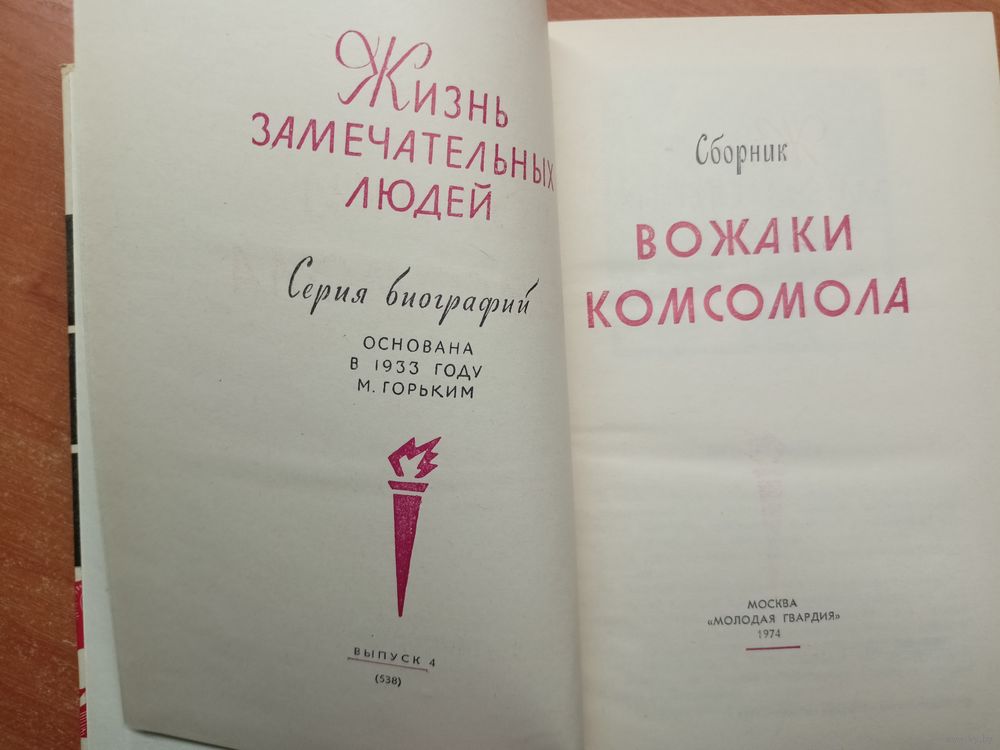 Жизнь
ЗАМЕЧАТЕЛЬНЫХ
ЛЮДЕЙ
Серия биографий
ОСНОВАНА
В 1933 ГОДУ
М. ГОРЬКИМ
ВЫПУСК 4
(538)
Сборник
ВОЖАКИ
КОМСОМОЛА
МОСКВА
«МОЛОДАЯ ГВАРДИЯ»
1974